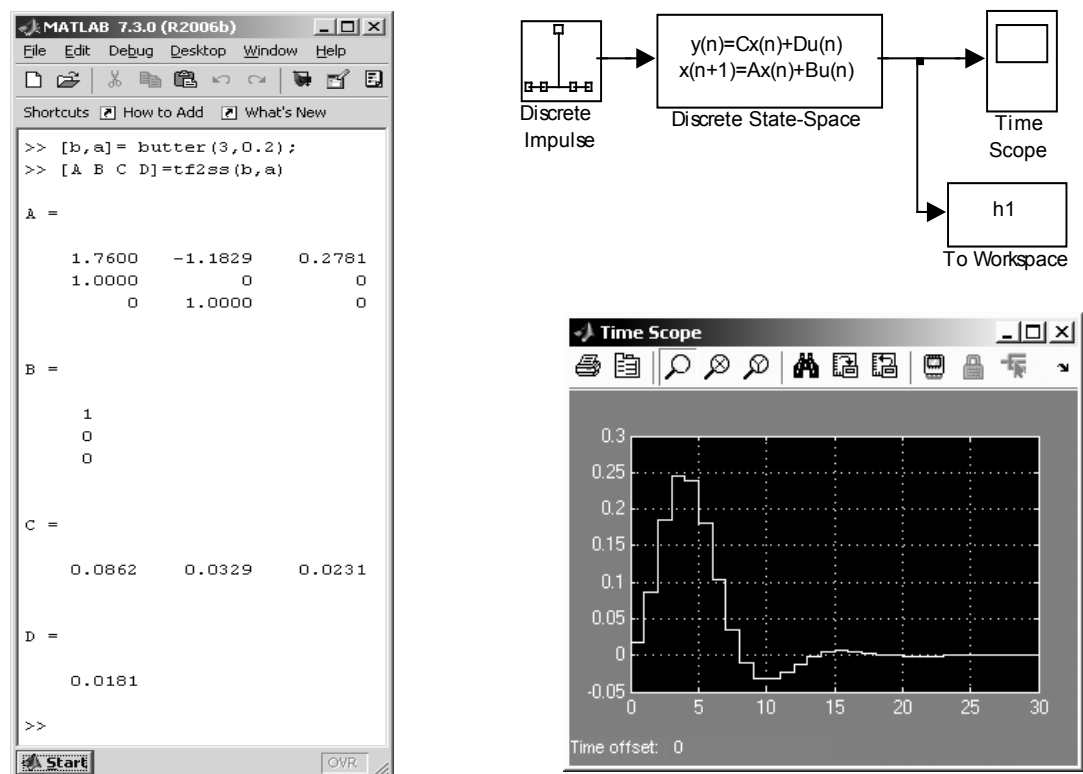 MATLAB 7.3.0 (R2006b)
File Edit Debug Desktop Window Help
Shortcuts How to Add What's New
>> [b,a]= butter(3,0.2);
>> [A B C D]=tf2ss(b,a)
A =
1.7600 -1.1829 0.2781
1.0000 0 0
0 1.0000 0
B =
1
0
0
C =
0.0862 0.0329 0.0231
D =
0.0181
>>
Start OVR
Discrete
Impulse
y(n)=Cx(n)+Du(n)
x(n+1)=Ax(n)+Bu(n)
Discrete State-Space
Time
Scope
h1
To Workspace
Time Scope
0.3
0.25
0.2
0.15
0.1
0.05
0
-0.05
0 5 10 15 20 25 30
Time offset: 0